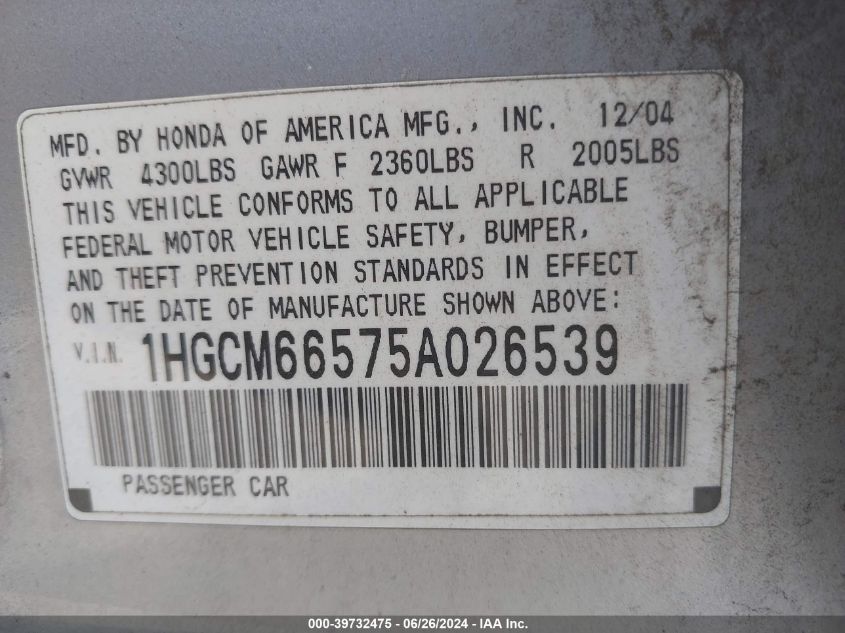 MFD. BY HONDA OF AMERICA MFG., INC. 12/04
GVWR 4300LBS GAWR F 2360LBS R 2005LBS
THIS VEHICLE CONFORMS TO ALL APPLICABLE
FEDERAL MOTOR VEHICLE SAFETY, BUMPER,
AND THEFT PREVENTION STANDARDS IN EFFECT
ON THE DATE OF MANUFACTURE SHOWN ABOVE:
V.I.N. 1HGCM66575A026539
PASSENGER CAR
000-39732475 - 06/26/2024 - IAA Inc.